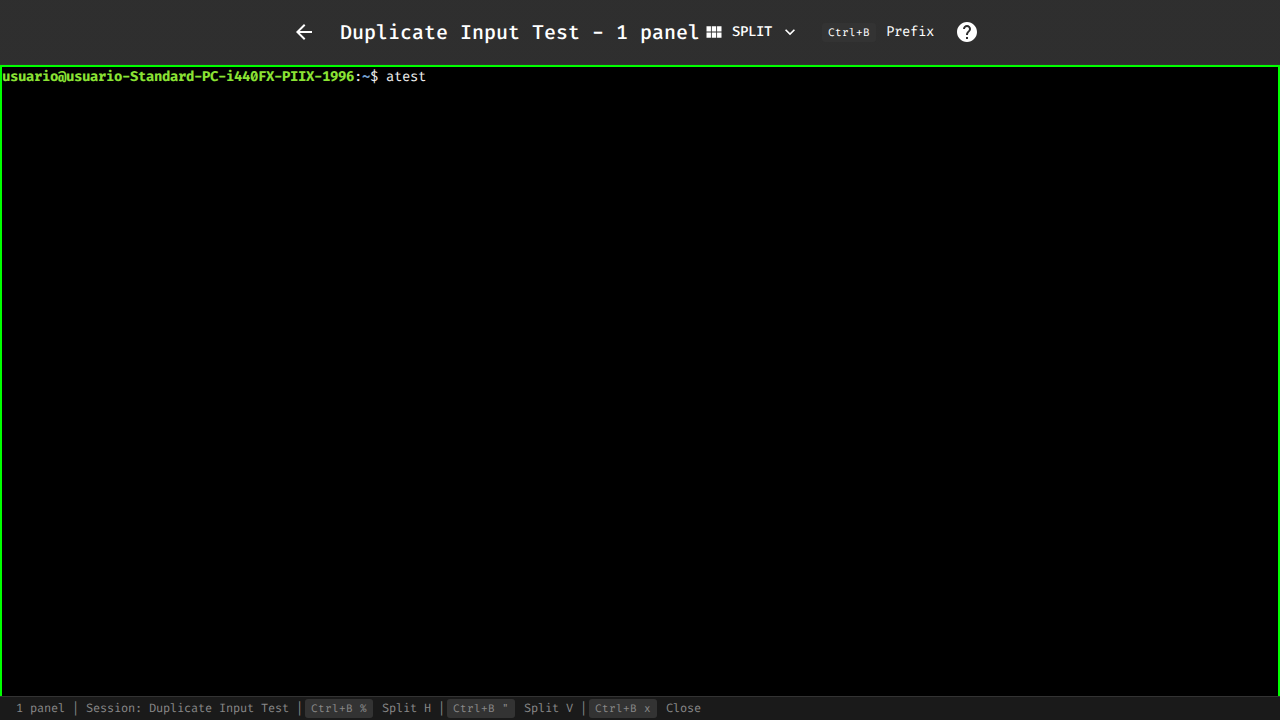 Duplicate Input Test - 1 panel SPLIT Ctrl+B Prefix
usuario@usuario-Standard-PC-i440FX-PIIX-1996:~$ atest
1 panel | Session: Duplicate Input Test | Ctrl+B % Split H | Ctrl+B " Split V | Ctrl+B x Close